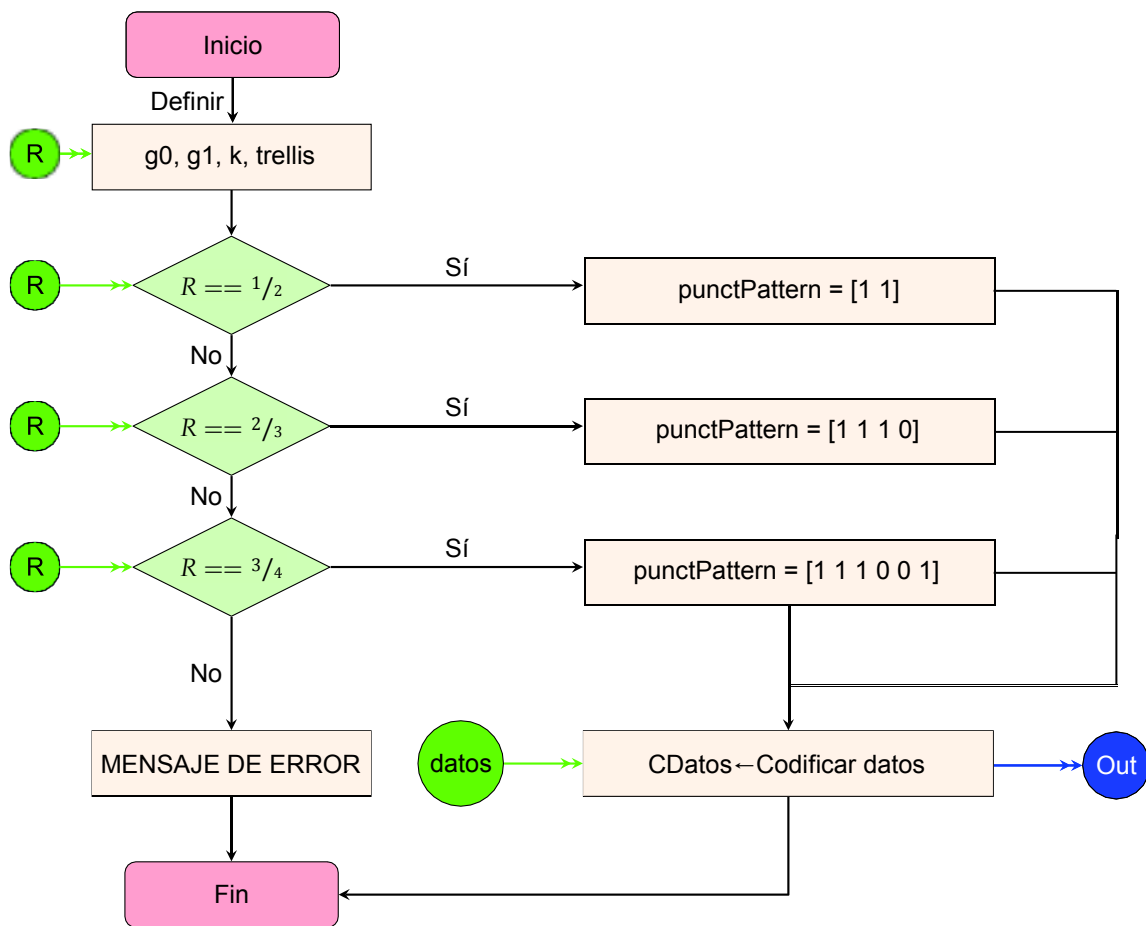 Inicio
Definir
R
g0, g1, k, trellis
R
R == 1/2
Sí
punctPattern = [1 1]
No
R
R == 2/3
Sí
punctPattern = [1 1 1 0]
No
R
R == 3/4
Sí
punctPattern = [1 1 1 0 0 1]
No
MENSAJE DE ERROR
datos
CDatos←Codificar datos
Out
Fin